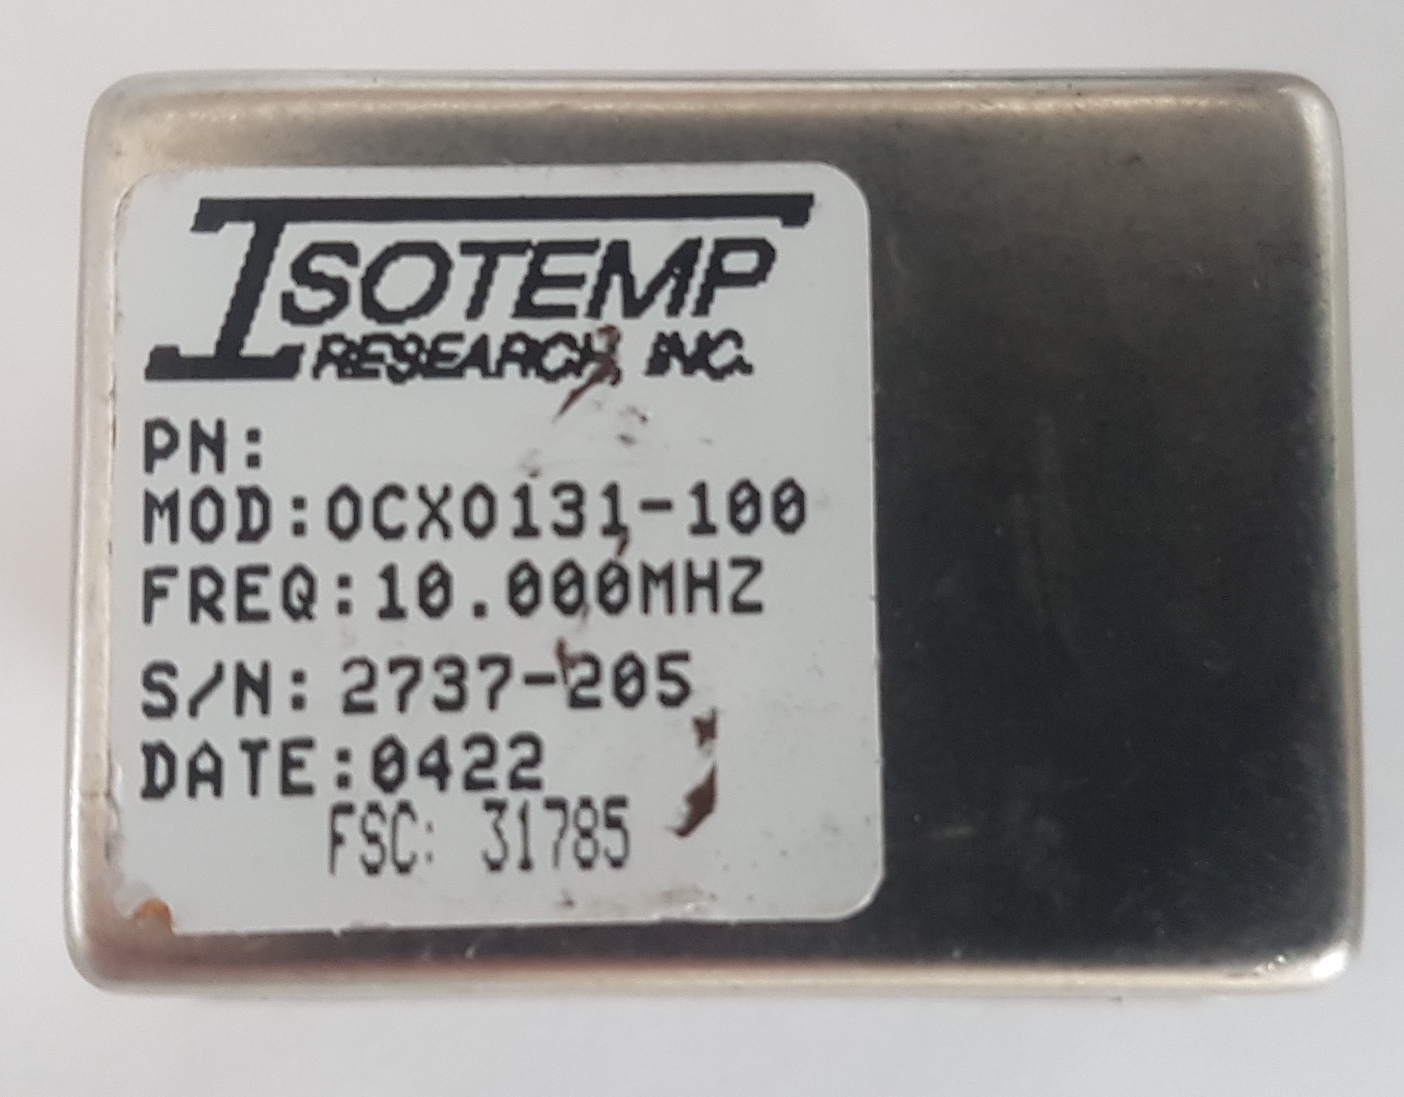 ISOTEMP
RESEARCH, INC.
PN:
MOD:OCXO131-100
FREQ:10.000MHZ
S/N: 2737-205
DATE:0422
FSC: 31785